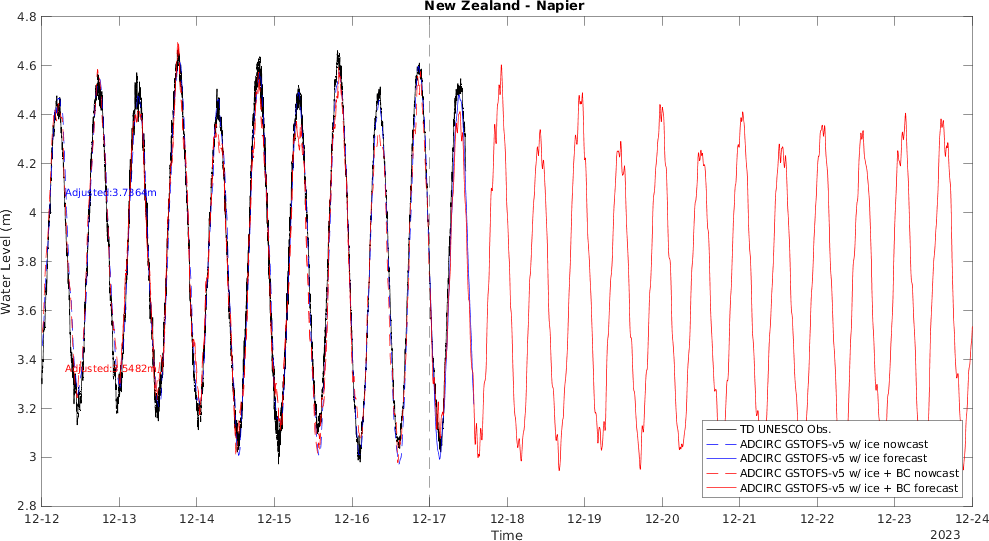 New Zealand - Napier
4.8
4.6
4.4
4.2
4
3.8
3.6
3.4
3.2
3
2.8
Water Level (m)
Adjusted:3.7364m
Adjusted:3.5482m
TD UNESCO Obs.
ADCIRC GSTOFS-v5 w/ ice nowcast
ADCIRC GSTOFS-v5 w/ ice forecast
ADCIRC GSTOFS-v5 w/ ice + BC nowcast
ADCIRC GSTOFS-v5 w/ ice + BC forecast
12-12 12-13 12-14 12-15 12-16 12-17 12-18 12-19 12-20 12-21 12-22 12-23 12-24
Time
2023